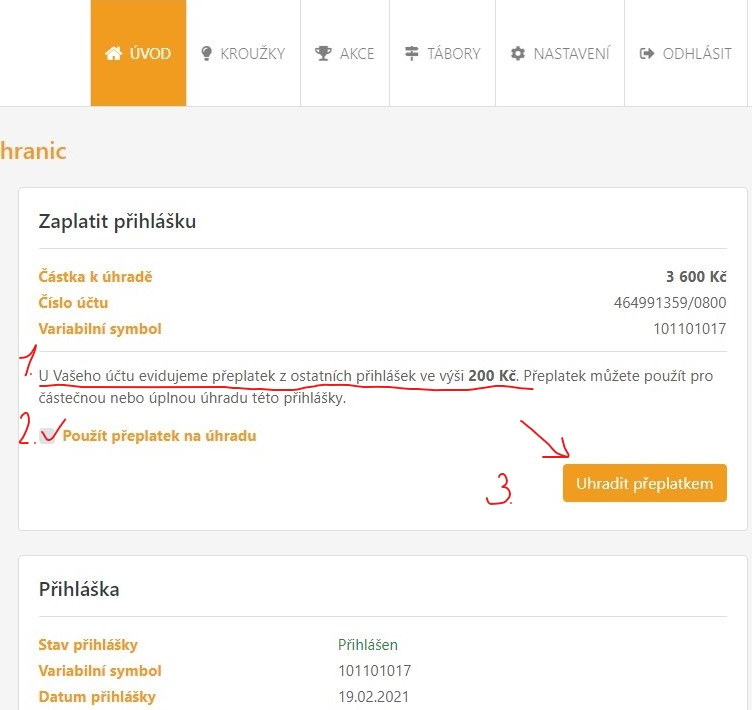 ÚVOD KROUŽKY AKCE TÁBORY NASTAVENÍ ODHLÁSIT
hranic
Zaplatit přihlášku
Částka k úhradě 3 600 Kč
Číslo účtu 464991359/0800
Variabilní symbol 101101017
1.
U Vašeho účtu evidujeme přeplatek z ostatních přihlášek ve výši 200 Kč. Přeplatek můžete použít pro
částečnou nebo úplnou úhradu této přihlášky.
2. Použít přeplatek na úhradu
3. Uhradit přeplatkem
Přihláška
Stav přihlášky Přihlášen
Variabilní symbol 101101017
Datum přihlášky 19.02.2021